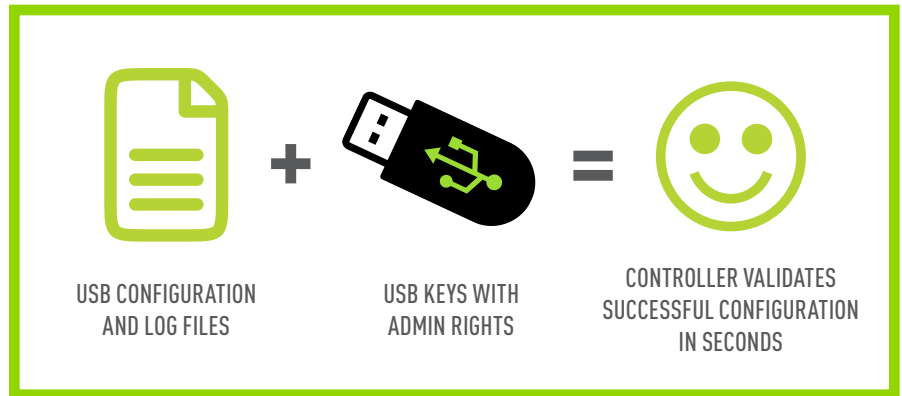 USB CONFIGURATION
AND LOG FILES
USB KEYS WITH
ADMIN RIGHTS
CONTROLLER VALIDATES
SUCCESSFUL CONFIGURATION
IN SECONDS